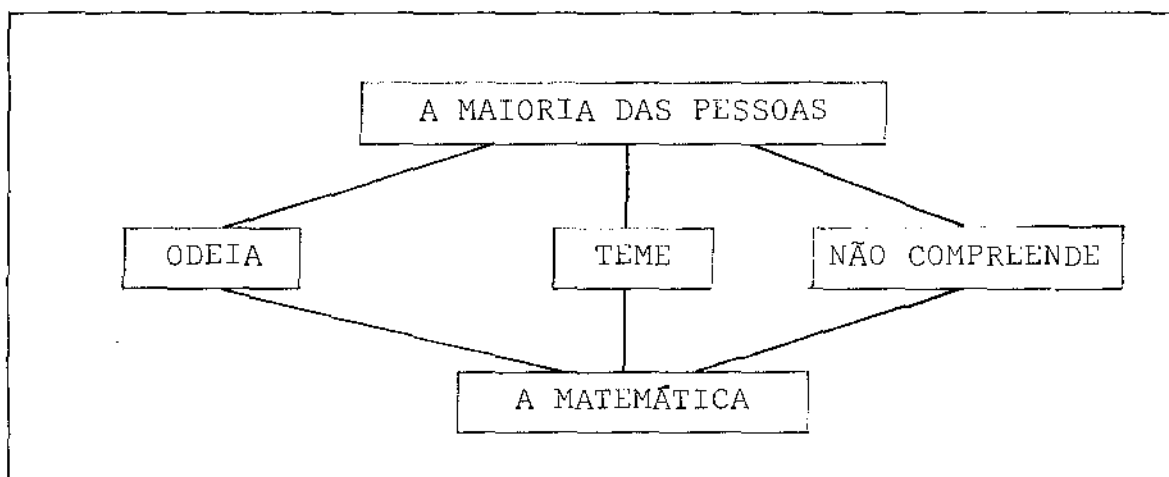 A MAIORIA DAS PESSOAS
ODEIA
TEME
NÃO COMPREENDE
A MATEMÁTICA